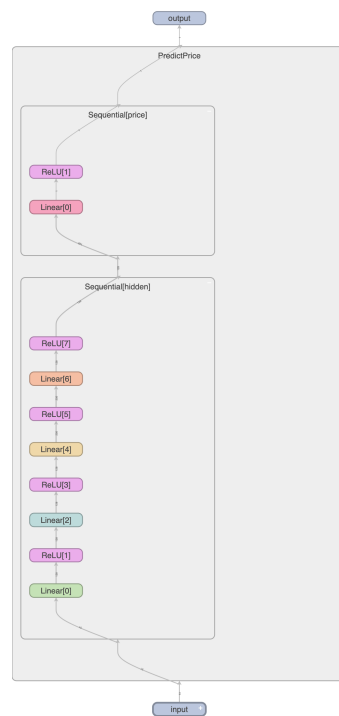 output
PredictPrice
Sequential[price]
ReLU[1]
Linear[0]
Sequential[hidden]
ReLU[7]
Linear[6]
ReLU[5]
Linear[4]
ReLU[3]
Linear[2]
ReLU[1]
Linear[0]
input